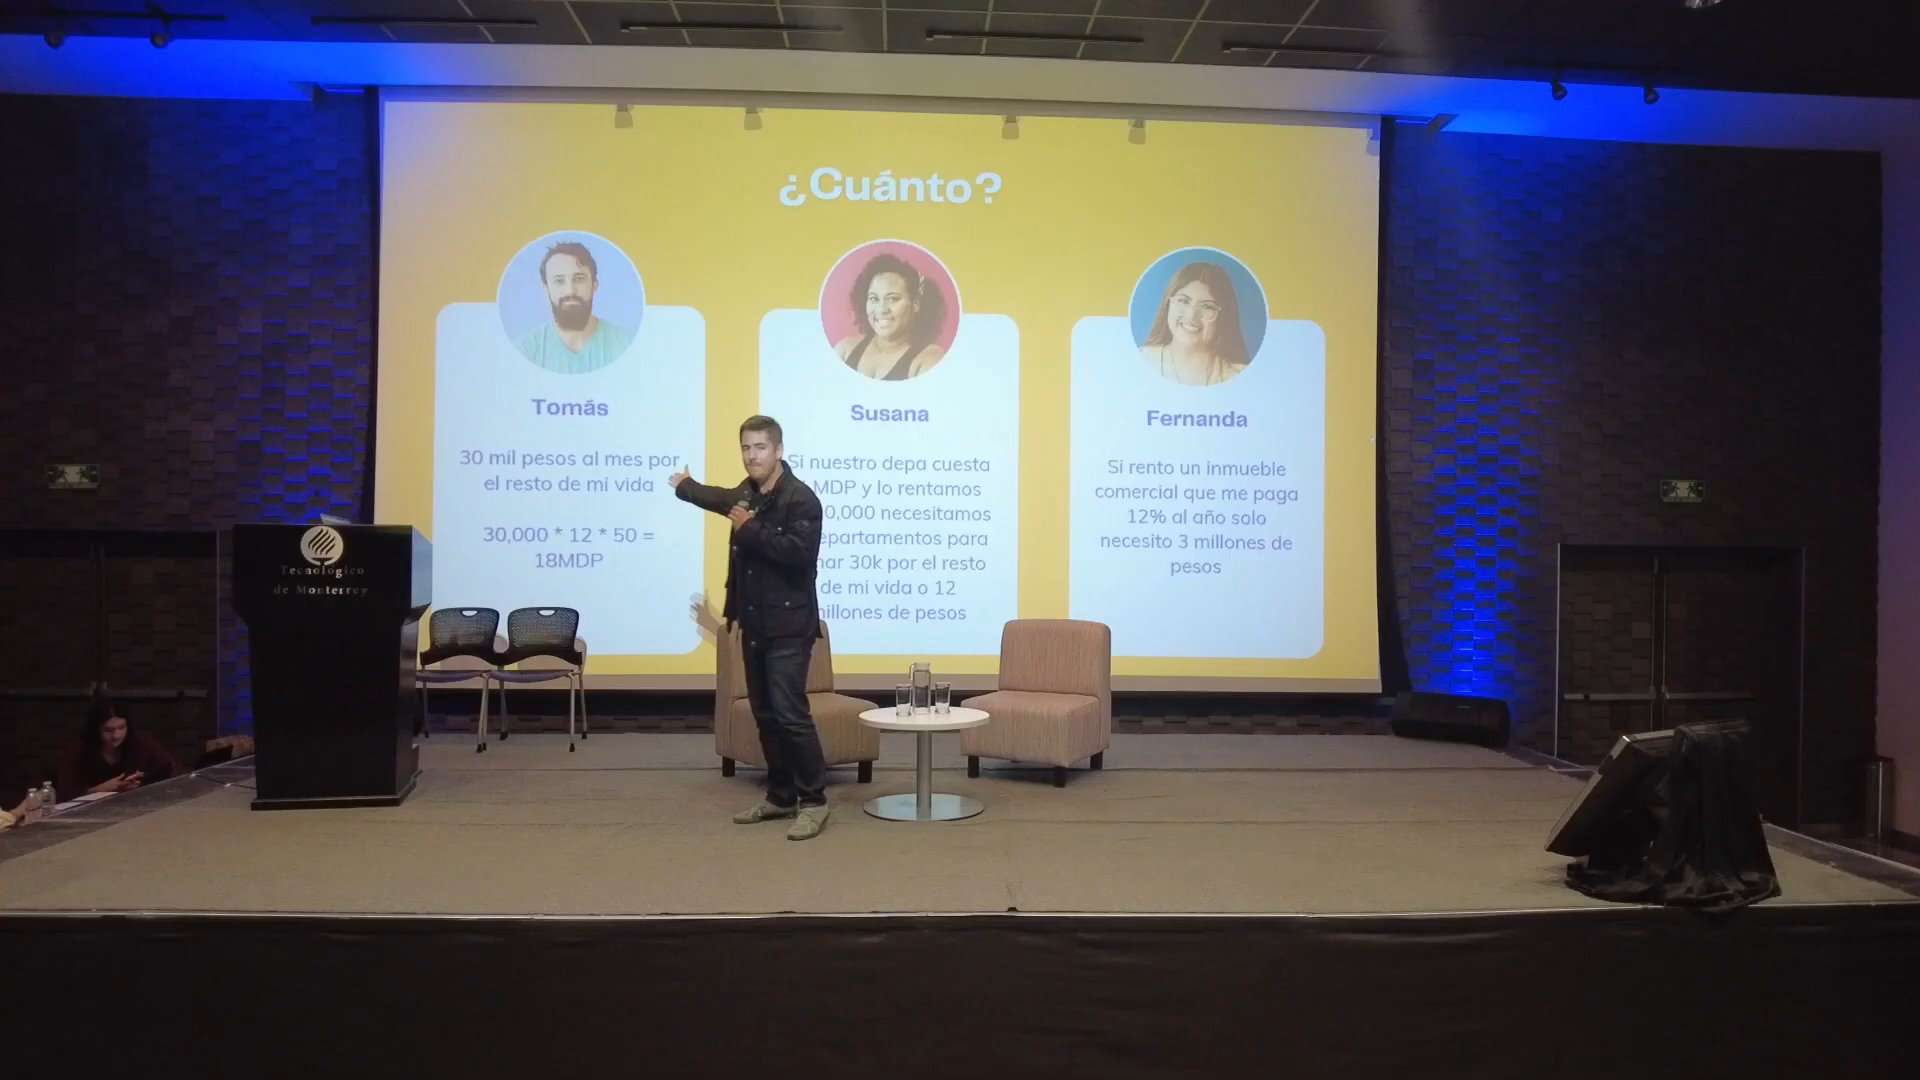 ¿Cuánto?
Tomás
30 mil pesos al mes por
el resto de mi vida
30,000 * 12 * 50 =
18MDP
Susana
Si nuestro depa cuesta
MDP y lo rentamos
necesitamos
para
30k por el resto
de mi vida o 12
de pesos
Fernanda
Si rento un inmueble
comercial que me paga
12% al año solo
necesito 3 millones de
pesos
Tecnológico
de Monterrey